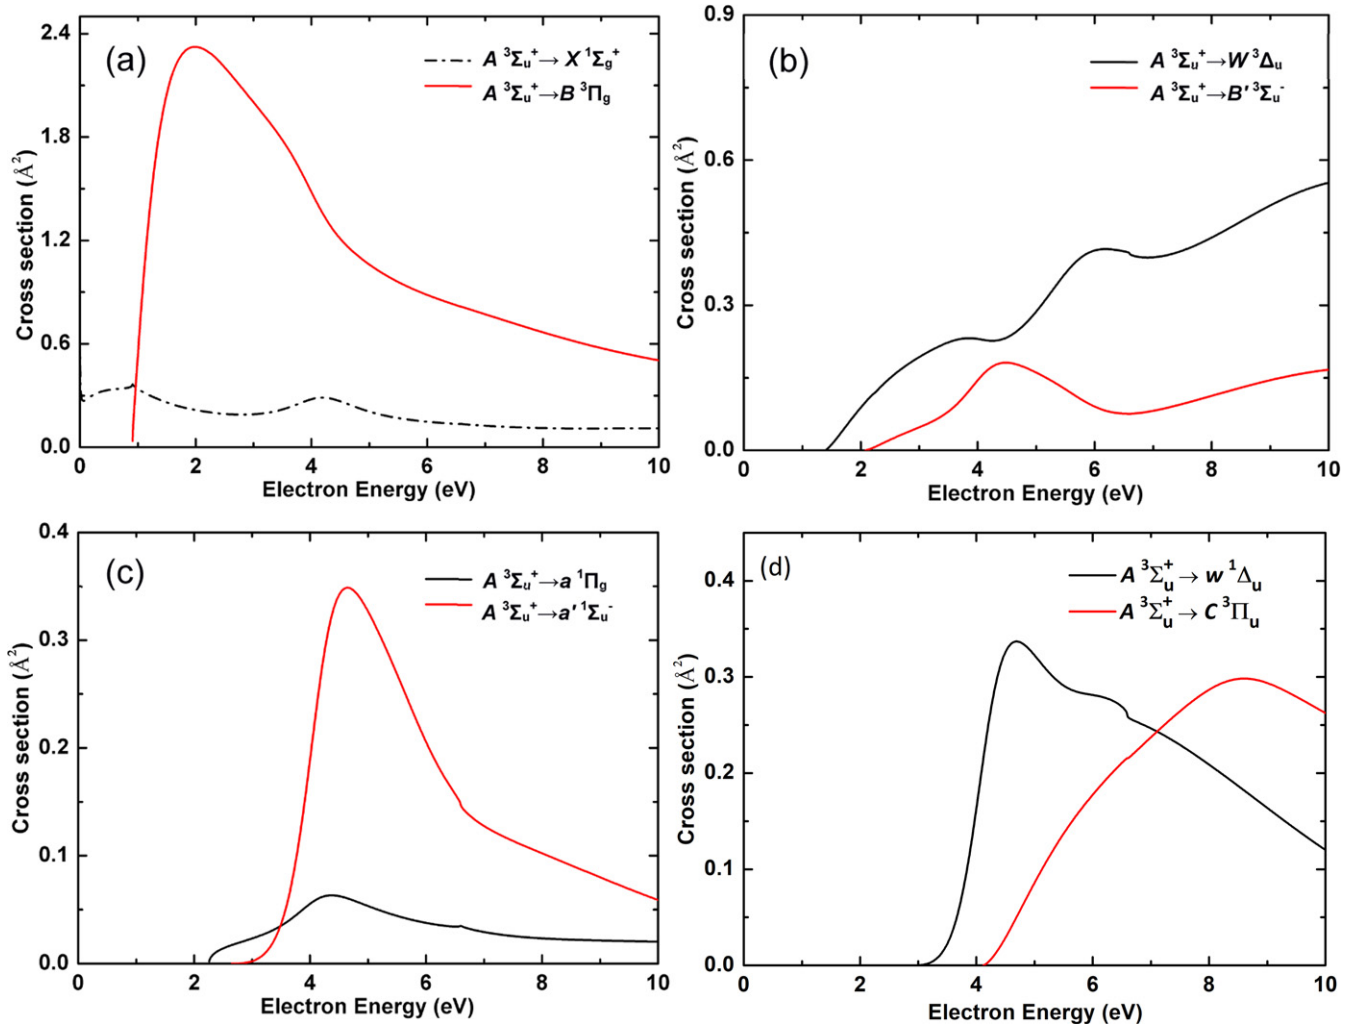 (a)
A ³Σᵤ⁺→ X ¹Σg⁺
A ³Σᵤ⁺→B ³Πg
2.4
1.8
1.2
0.6
0.0
Cross section (Å²)
0 2 4 6 8 10
Electron Energy (eV)
(b)
A ³Σᵤ⁺→W ³Δᵤ
A ³Σᵤ⁺→B' ³Σᵤ⁻
0.9
0.6
0.3
0.0
Cross section (Å²)
0 2 4 6 8 10
Electron Energy (eV)
(c)
A ³Σᵤ⁺→a ¹Πg
A ³Σᵤ⁺→a' ¹Σᵤ⁻
0.4
0.3
0.2
0.1
0.0
Cross section (Å²)
0 2 4 6 8 10
Electron Energy (eV)
(d)
A ³Σᵤ⁺→ w ¹Δᵤ
A ³Σᵤ⁺→ C ³Πᵤ
0.4
0.3
0.2
0.1
0.0
Cross section (Å²)
0 2 4 6 8 10
Electron Energy (eV)